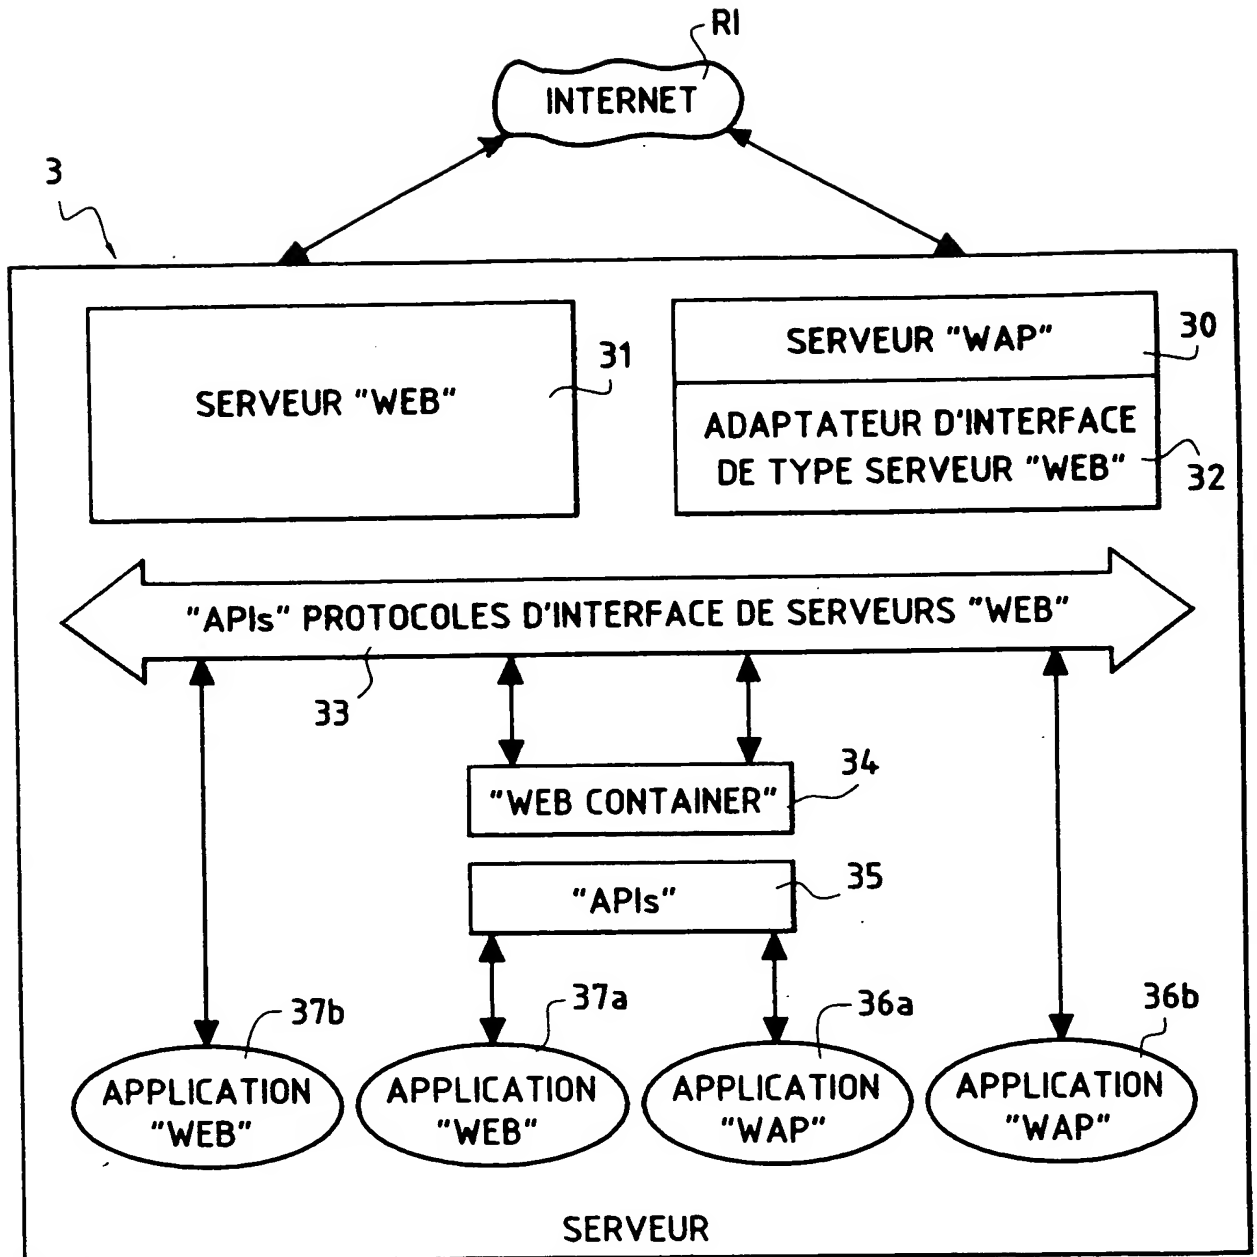 RI
INTERNET
3
SERVEUR "WEB"
31
SERVEUR "WAP"
30
ADAPTATEUR D'INTERFACE
DE TYPE SERVEUR "WEB"
32
"APIs" PROTOCOLES D'INTERFACE DE SERVEURS "WEB"
33
"WEB CONTAINER"
34
"APIs"
35
37b
37a
36a
36b
APPLICATION
"WEB"
APPLICATION
"WEB"
APPLICATION
"WAP"
APPLICATION
"WAP"
SERVEUR